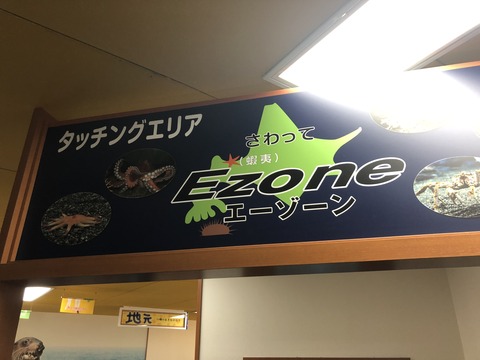 タッチングエリア
さわって
(蝦夷)
Ezone
エーゾーン
地元